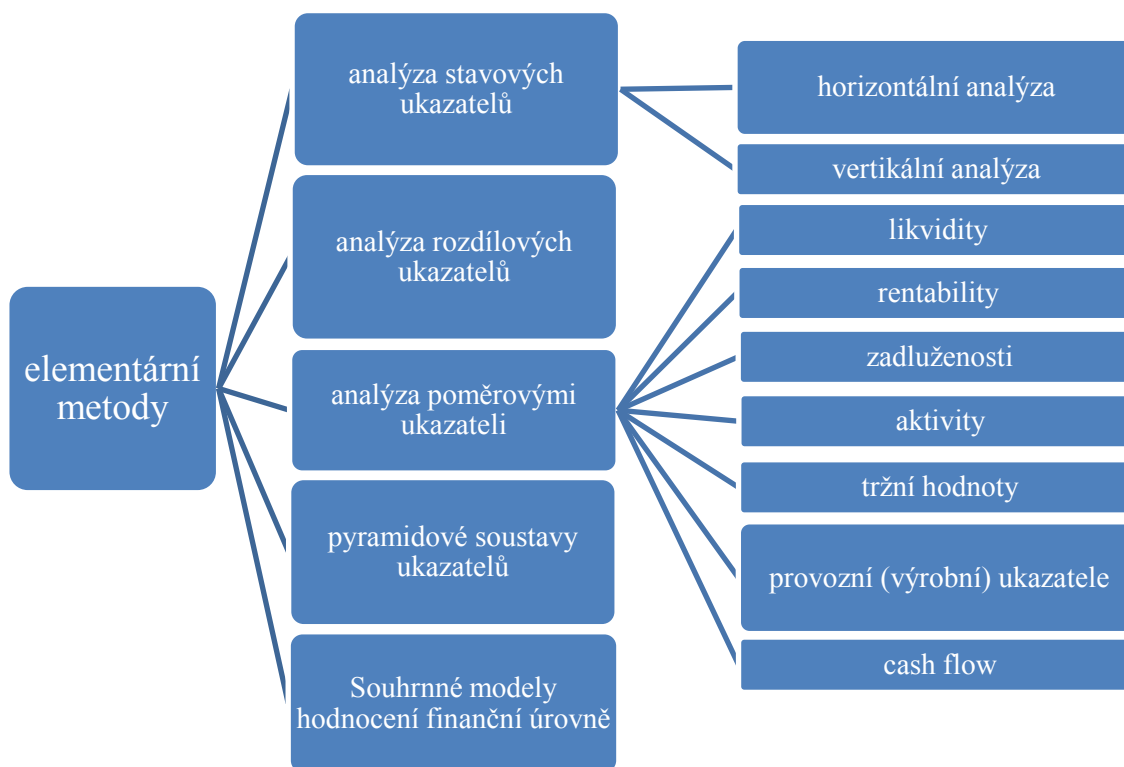 elementární
metody
analýza stavových
ukazatelů
horizontální analýza
vertikální analýza
analýza rozdílových
ukazatelů
analýza poměrovými
ukazateli
likvidity
rentability
zadluženosti
aktivity
tržní hodnoty
provozní (výrobní) ukazatele
cash flow
pyramidové soustavy
ukazatelů
Souhrnné modely
hodnocení finanční úrovně